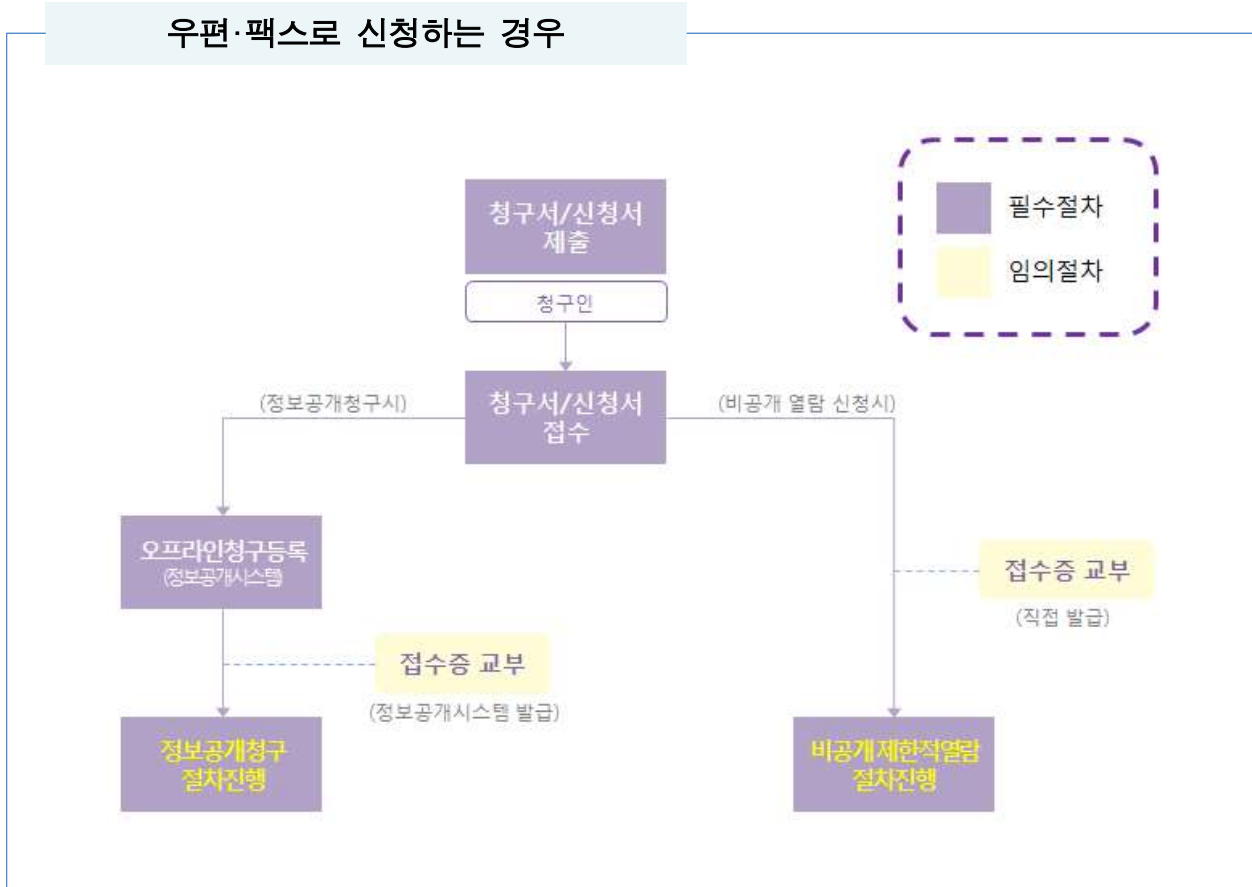 우편·팩스로 신청하는 경우
청구서/신청서
제출
청구인
필수절차
임의절차
청구서/신청서
접수
(정보공개청구시)
(비공개 열람 신청시)
오프라인청구등록
(정보공개시스템)
접수증 교부
(직접 발급)
접수증 교부
(정보공개시스템 발급)
정보공개청구
절차진행
비공개제한적열람
절차진행